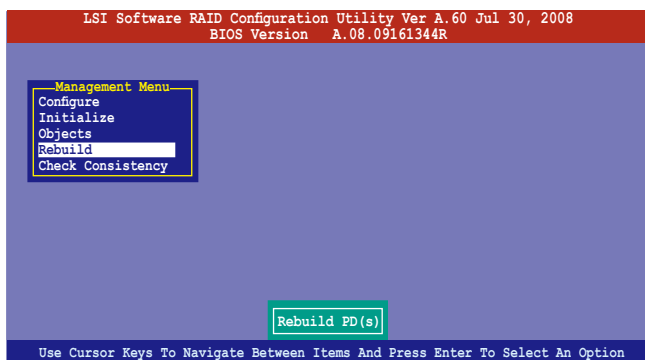 LSI Software RAID Configuration Utility Ver A.60 Jul 30, 2008
BIOS Version A.08.09161344R
Management Menu
Configure
Initialize
Objects
Rebuild
Check Consistency
Rebuild PD(s)
Use Cursor Keys To Navigate Between Items And Press Enter To Select An Option